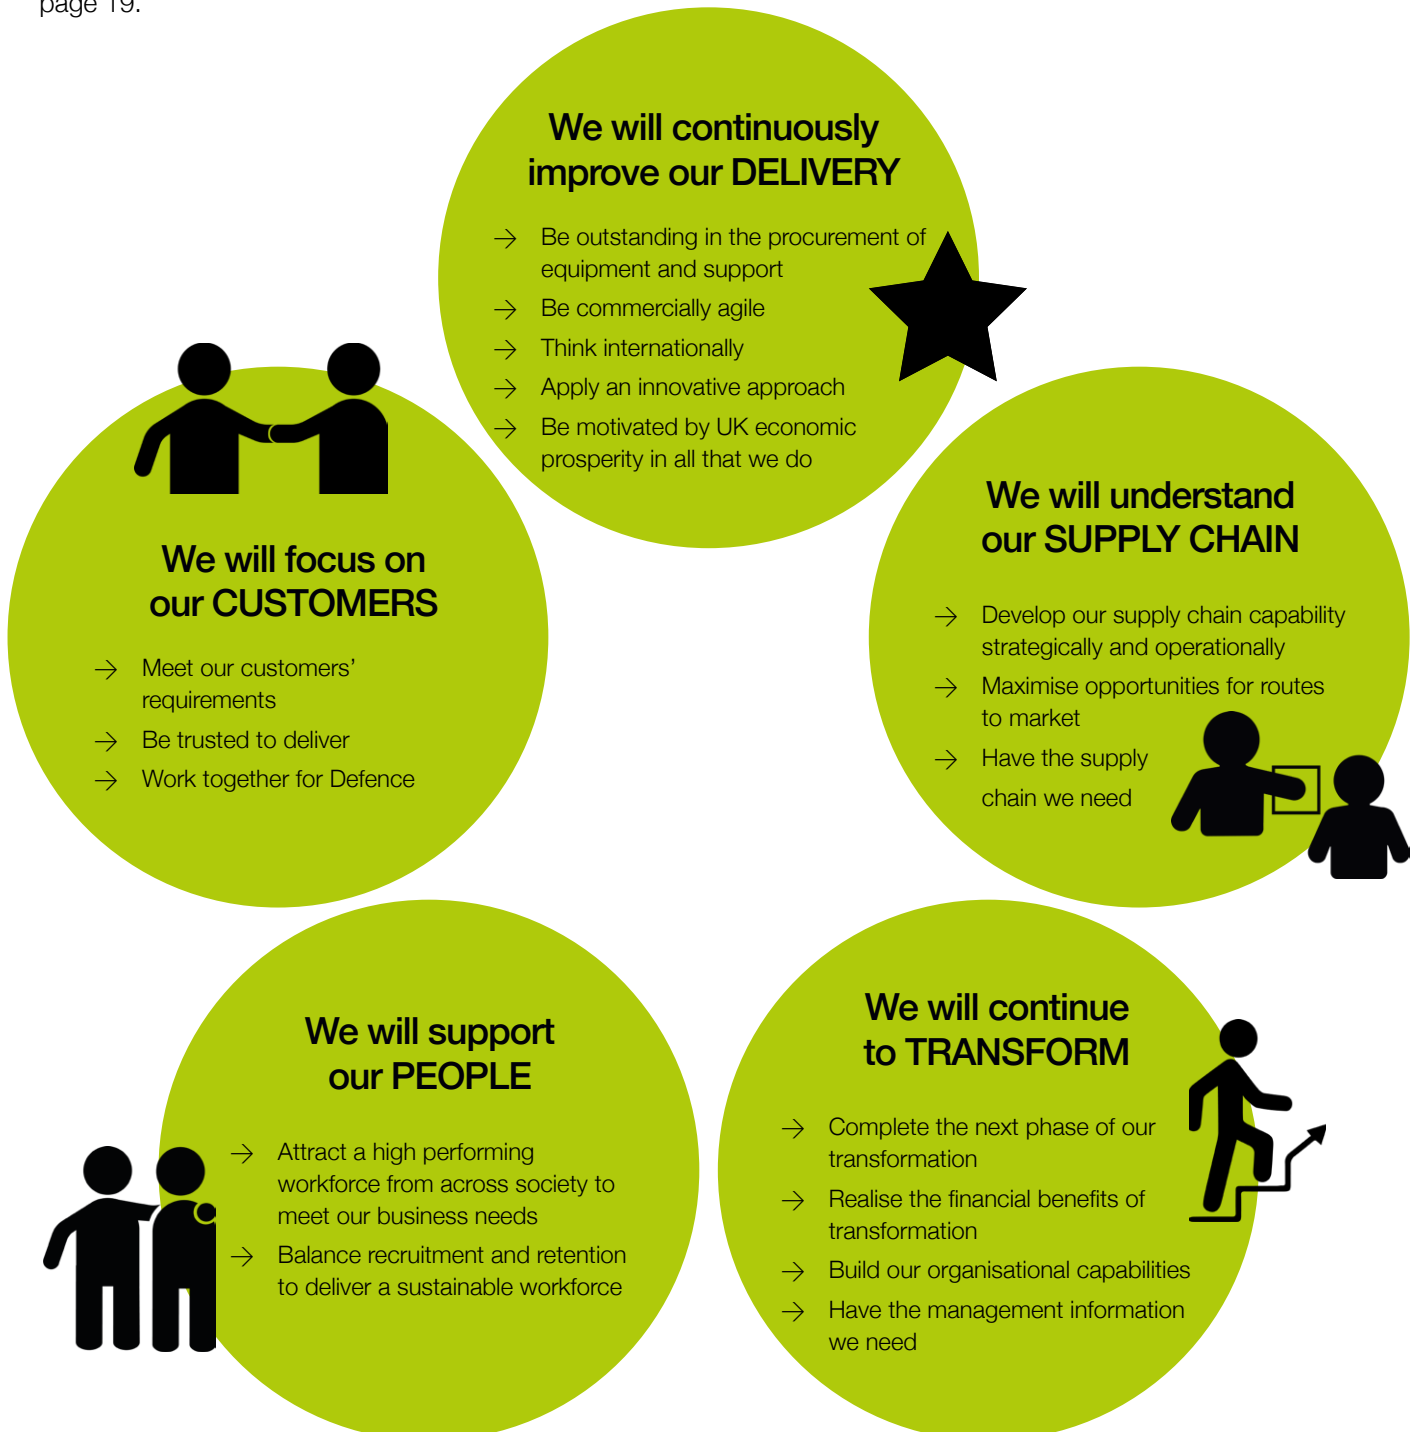 page 19.
We will continuously
improve our DELIVERY
→ Be outstanding in the procurement of
equipment and support
→ Be commercially agile
→ Think internationally
→ Apply an innovative approach
→ Be motivated by UK economic
prosperity in all that we do
We will focus on
our CUSTOMERS
→ Meet our customers’
requirements
→ Be trusted to deliver
→ Work together for Defence
We will understand
our SUPPLY CHAIN
→ Develop our supply chain capability
strategically and operationally
→ Maximise opportunities for routes
to market
→ Have the supply
chain we need
We will support
our PEOPLE
→ Attract a high performing
workforce from across society to
meet our business needs
→ Balance recruitment and retention
to deliver a sustainable workforce
We will continue
to TRANSFORM
→ Complete the next phase of our
transformation
→ Realise the financial benefits of
transformation
→ Build our organisational capabilities
→ Have the management information
we need